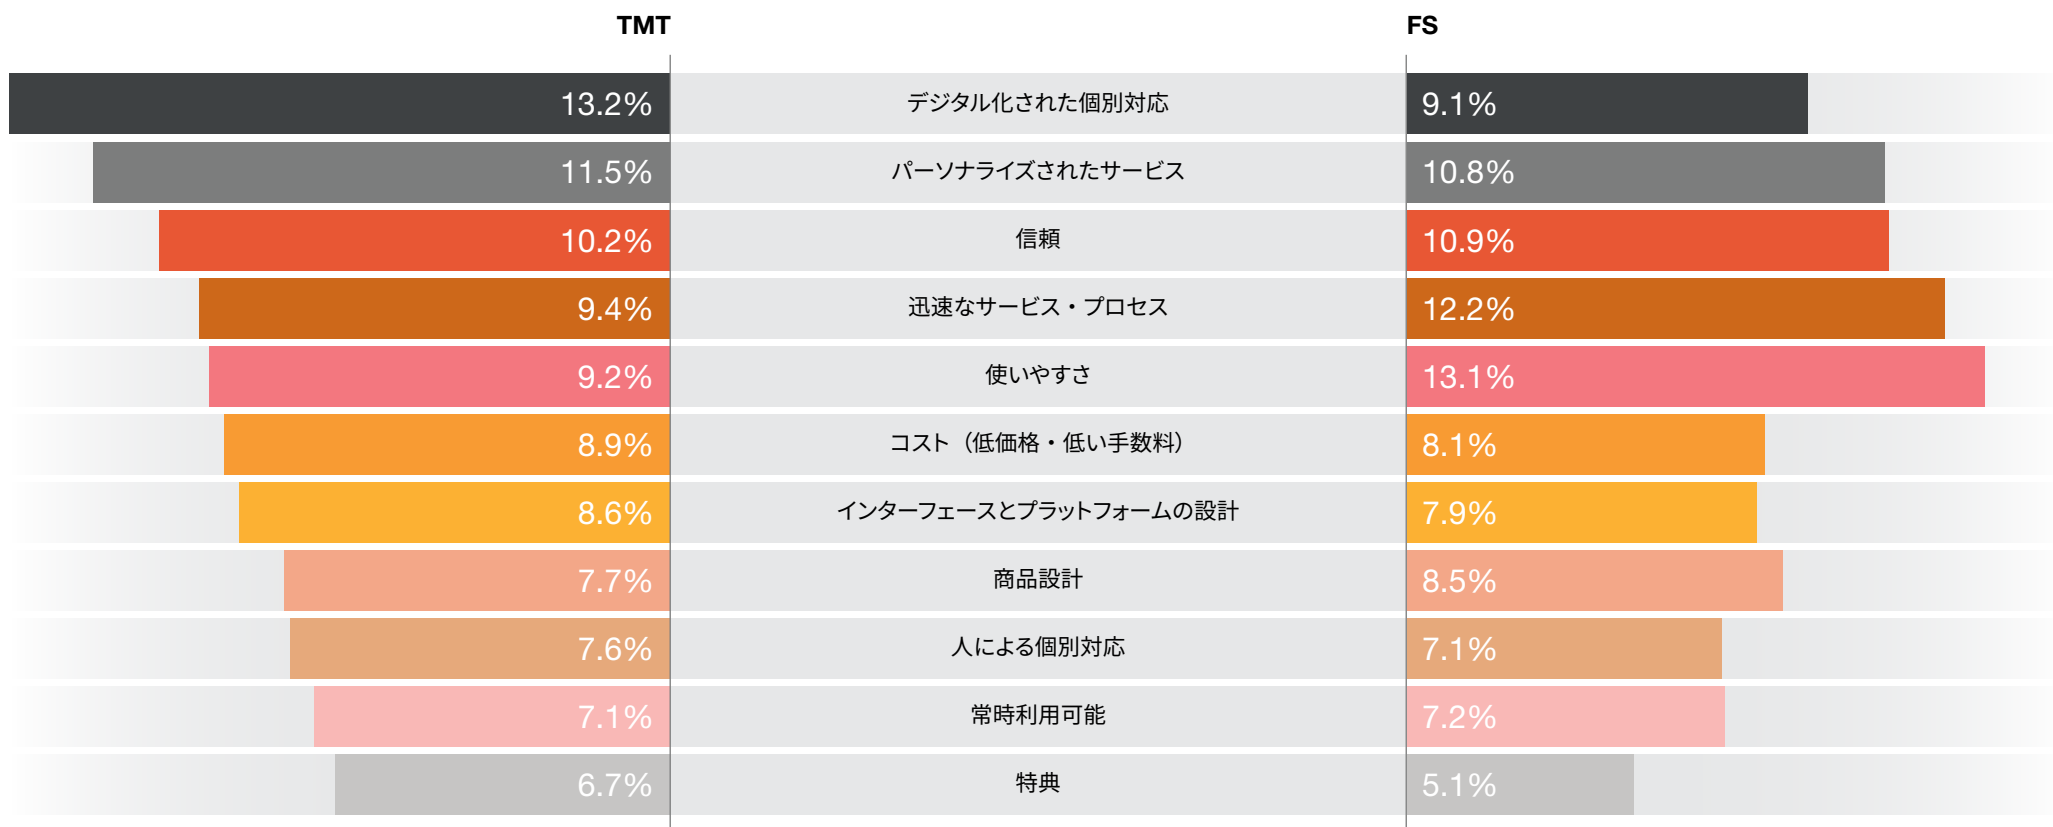 TMT FS
13.2% デジタル化された個別対応 9.1%
11.5% パーソナライズされたサービス 10.8%
10.2% 信頼 10.9%
9.4% 迅速なサービス・プロセス 12.2%
9.2% 使いやすさ 13.1%
8.9% コスト（低価格・低い手数料） 8.1%
8.6% インターフェースとプラットフォームの設計 7.9%
7.7% 商品設計 8.5%
7.6% 人による個別対応 7.1%
7.1% 常時利用可能 7.2%
6.7% 特典 5.1%